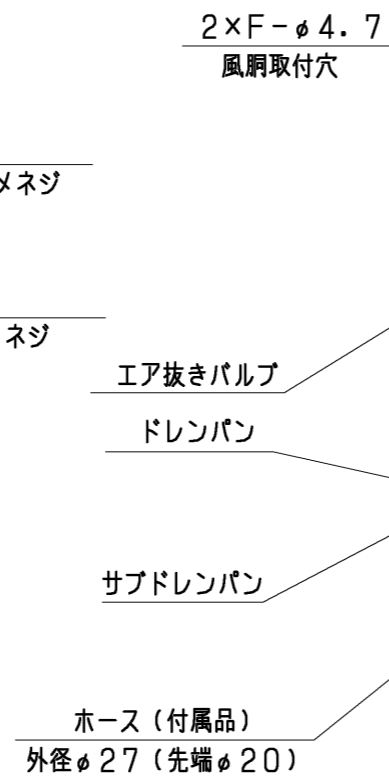 2×F-φ4.7
風胴取付穴
メネジ
ネジ
エア抜きバルブ
ドレンパン
サブドレンパン
ホース（付属品）
外径φ27（先端φ20）